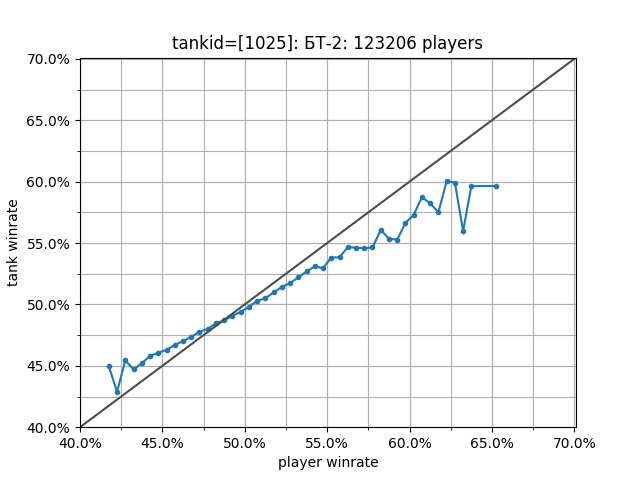 tankid=[1025]: БТ-2: 123206 players
70.0%
65.0%
60.0%
55.0%
50.0%
45.0%
40.0%
tank winrate
40.0% 45.0% 50.0% 55.0% 60.0% 65.0% 70.0%
player winrate